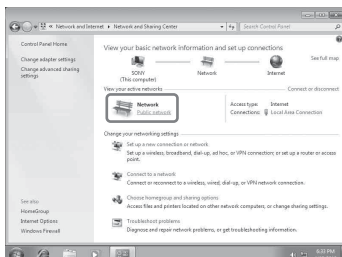 Network and Internet ▸ Network and Sharing Center
Search Control Panel
Control Panel Home
Change adapter settings
Change advanced sharing
settings
View your basic network information and set up connections
See full map
SONY
(This computer)
Network
Internet
View your active networks
Connect or disconnect
Network
Public network
Access type: Internet
Connections: Local Area Connection
Change your networking settings
Set up a new connection or network
Set up a wireless, broadband, dial-up, ad hoc, or VPN connection; or set up a router or access
point.
Connect to a network
Connect or reconnect to a wireless, wired, dial-up, or VPN network connection.
Choose homegroup and sharing options
Access files and printers located on other network computers, or change sharing settings.
Troubleshoot problems
Diagnose and repair network problems, or get troubleshooting information.
See also
HomeGroup
Internet Options
Windows Firewall